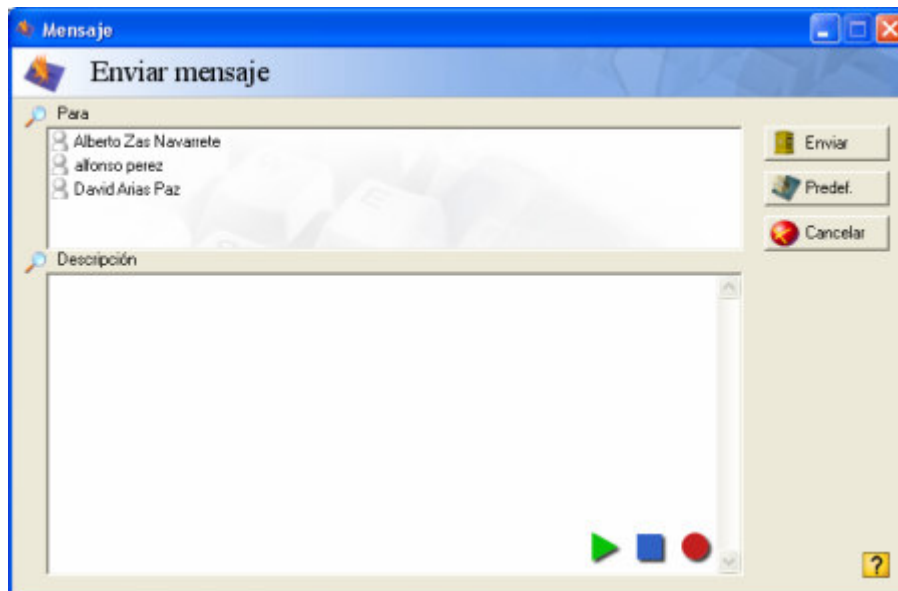 Mensaje
Enviar mensaje
Para
Alberto Zas Navarrete
alfonso perez
David Arias Paz
Enviar
Predef.
Cancelar
Descripción
?